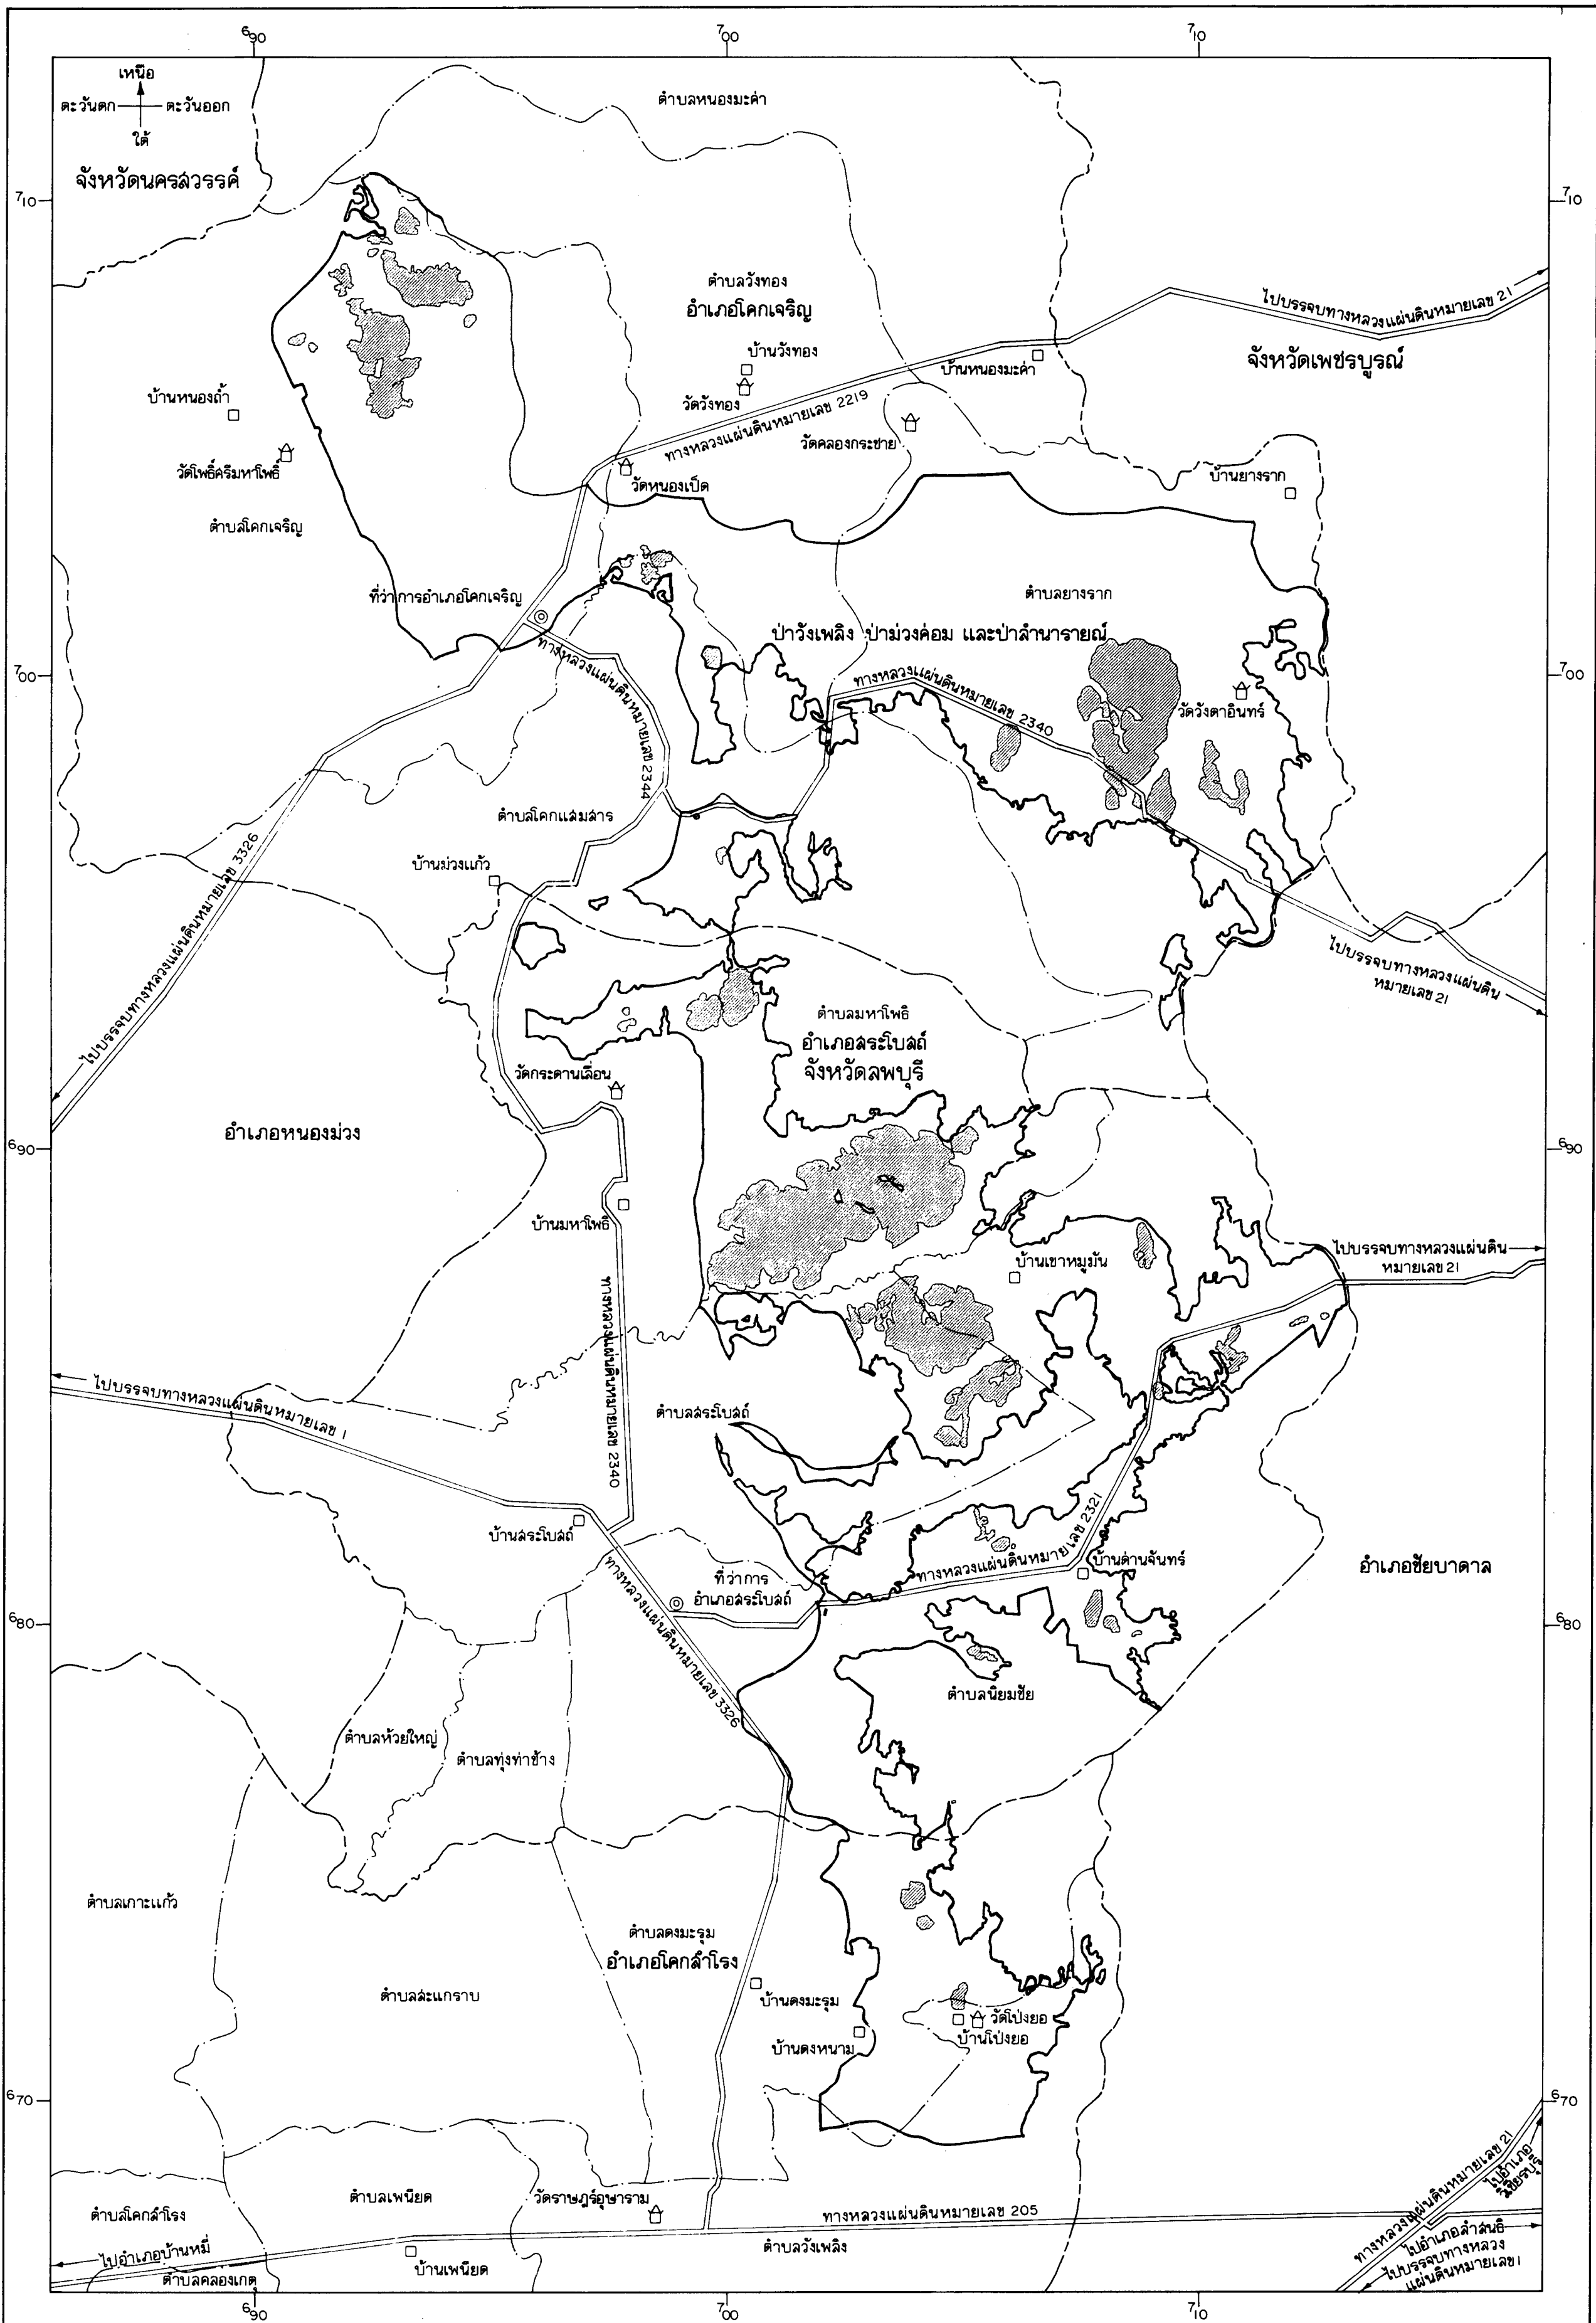 ⁶90
⁷00
⁷10
เหนือ
ตะวันตก
ตะวันออก
ใต้
ตำบลหนองมะค่า
จังหวัดนครสวรรค์
⁷10
⁷10
ตำบลวังทอง
อำเภอโคกเจริญ
ไปบรรจบทางหลวงแผ่นดินหมายเลข 21
บ้านวังทอง
บ้านหนองมะค่า
จังหวัดเพชรบูรณ์
บ้านหนองถ้ำ
วัดวังทอง
ทางหลวงแผ่นดินหมายเลข 2219
วัดคลองกระชาย
วัดโพธิ์ศรีมหาโพธิ์
วัดหนองเป็ด
บ้านยางราก
ตำบลโคกเจริญ
ที่ว่าการอำเภอโคกเจริญ
ตำบลยางราก
ป่าวังเพลิง ป่าม่วงค่อม และป่าลำนารายณ์
⁷00
⁷00
ทางหลวงแผ่นดินหมายเลข 2344
ทางหลวงแผ่นดินหมายเลข 2340
วัดวังตาอินทร์
ตำบลโคกแสมสาร
บ้านม่วงแก้ว
ไปบรรจบทางหลวงแผ่นดินหมายเลข 3326
ไปบรรจบทางหลวงแผ่นดิน
หมายเลข 21
ตำบลมหาโพธิ
อำเภอสระโบสถ์
จังหวัดลพบุรี
วัดกระดานเลื่อน
อำเภอหนองม่วง
⁶90
⁶90
บ้านมหาโพธิ
บ้านเขาหมูมัน
ไปบรรจบทางหลวงแผ่นดิน
หมายเลข 21
ทางหลวงแผ่นดินหมายเลข 2340
ไปบรรจบทางหลวงแผ่นดินหมายเลข 1
ตำบลสระโบสถ์
บ้านสระโบสถ์
ทางหลวงแผ่นดินหมายเลข 2321
บ้านด่านจันทร์
อำเภอชัยบาดาล
ที่ว่าการ
อำเภอสระโบสถ์
⁶80
⁶80
ทางหลวงแผ่นดินหมายเลข 3326
ตำบลนิยมชัย
ตำบลห้วยใหญ่
ตำบลทุ่งท่าช้าง
ตำบลเกาะแก้ว
ตำบลดงมะรุม
อำเภอโคกสำโรง
ตำบลสะแกราบ
บ้านดงมะรุม
วัดโป่งยอ
บ้านโป่งยอ
บ้านดงหนาม
⁶70
⁶70
ทางหลวงแผ่นดินหมายเลข 21
ไปอำเภอ
วิเชียรบุรี
ตำบลเพนียด
วัดราษฎร์อุษาราม
ตำบลโคกสำโรง
ทางหลวงแผ่นดินหมายเลข 205
ไปอำเภอบ้านหมี่
ตำบลวังเพลิง
ไปอำเภอลำสนธิ
ไปบรรจบทางหลวง
แผ่นดินหมายเลข 1
บ้านเพนียด
ตำบลคลองเกตุ
⁶90
⁷00
⁷10